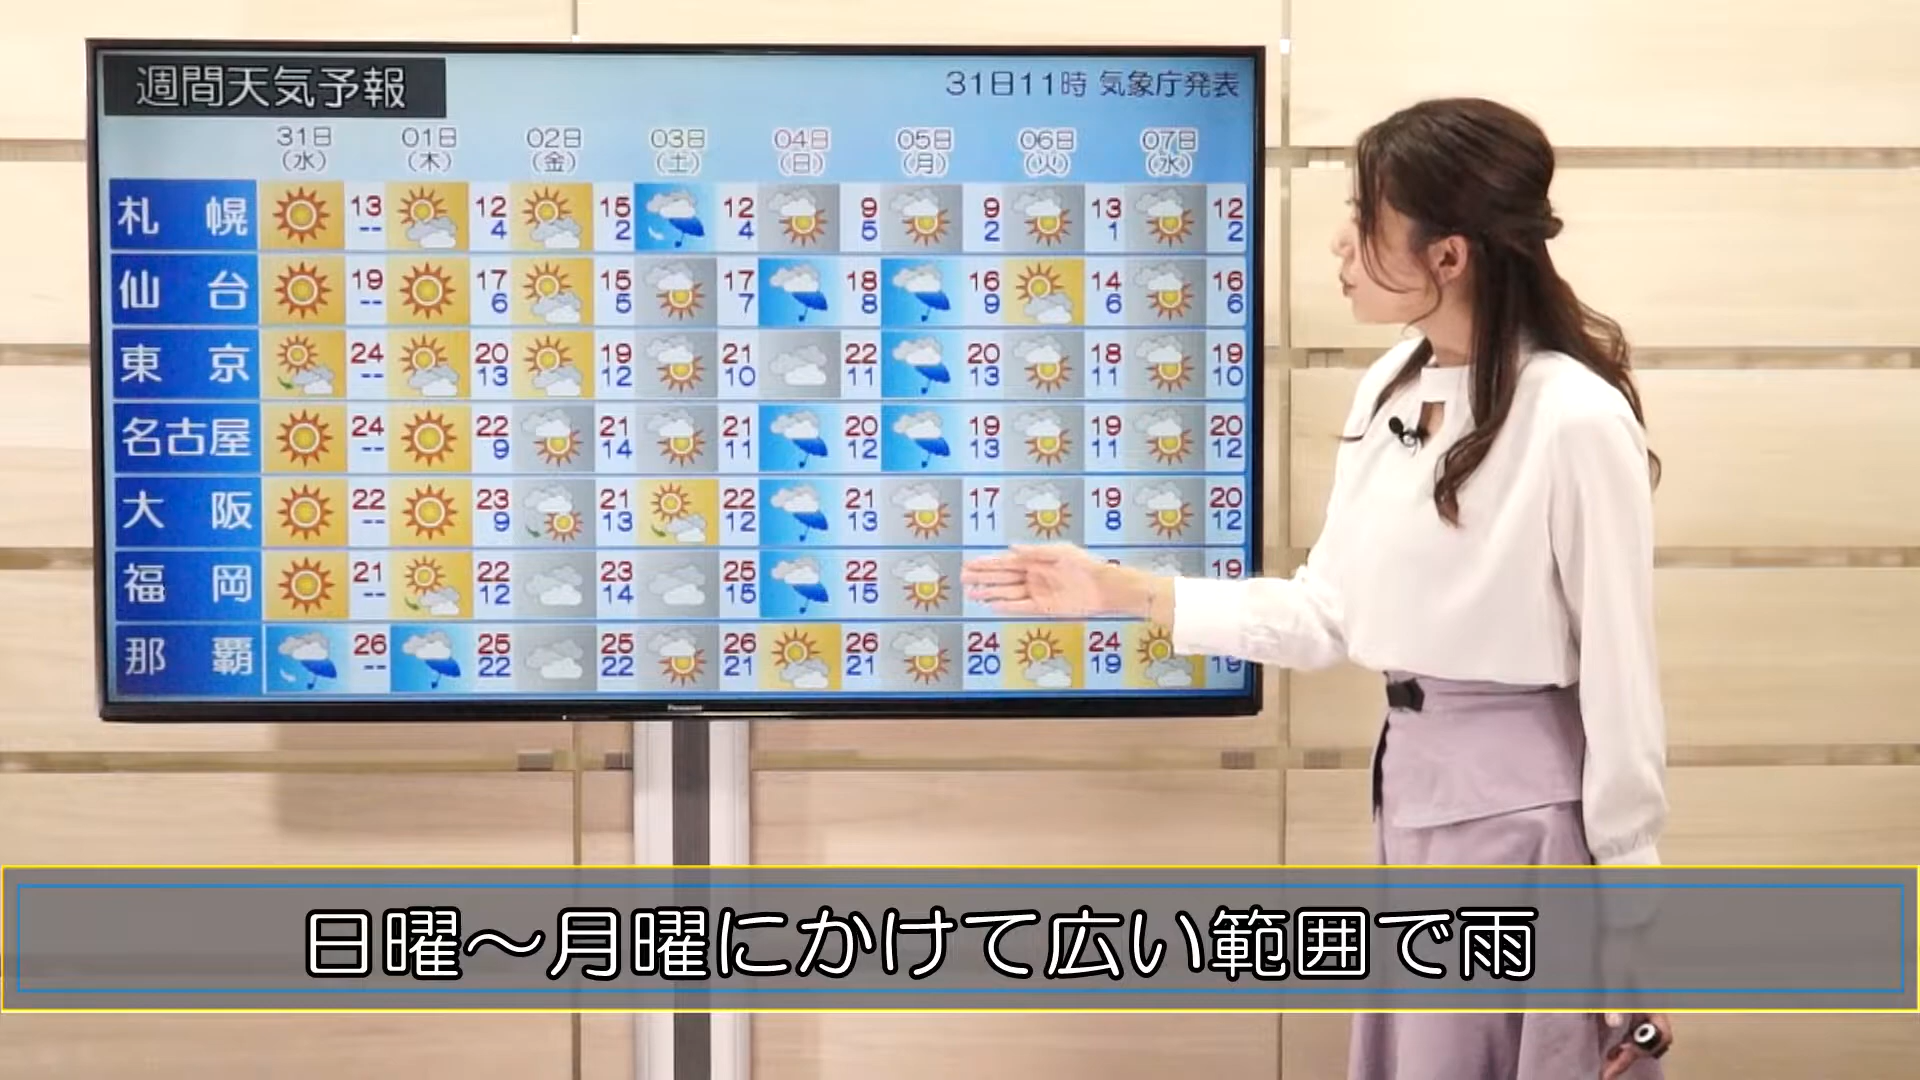 週間天気予報
31日11時 気象庁発表
31日 01日 02日 03日 04日 05日 06日 07日
(水) (木) (金) (土) (日) (月) (火) (水)
札幌 13 12 15 12 9 9 13 12
-- 4 2 4 5 2 1 2
仙台 19 17 15 17 18 16 14 16
-- 6 5 7 8 9 6 6
東京 24 20 19 21 22 20 18 19
-- 13 12 10 11 13 11 10
名古屋 24 22 21 21 20 19 19 20
-- 9 14 11 12 13 11 12
大阪 22 23 21 22 21 17 19 20
-- 9 13 12 13 11 8 12
福岡 21 22 23 25 22 19
-- 12 14 15 15
那覇 26 25 25 26 26 24 24
-- 22 22 21 21 20 19 19
Panasonic
日曜～月曜にかけて広い範囲で雨